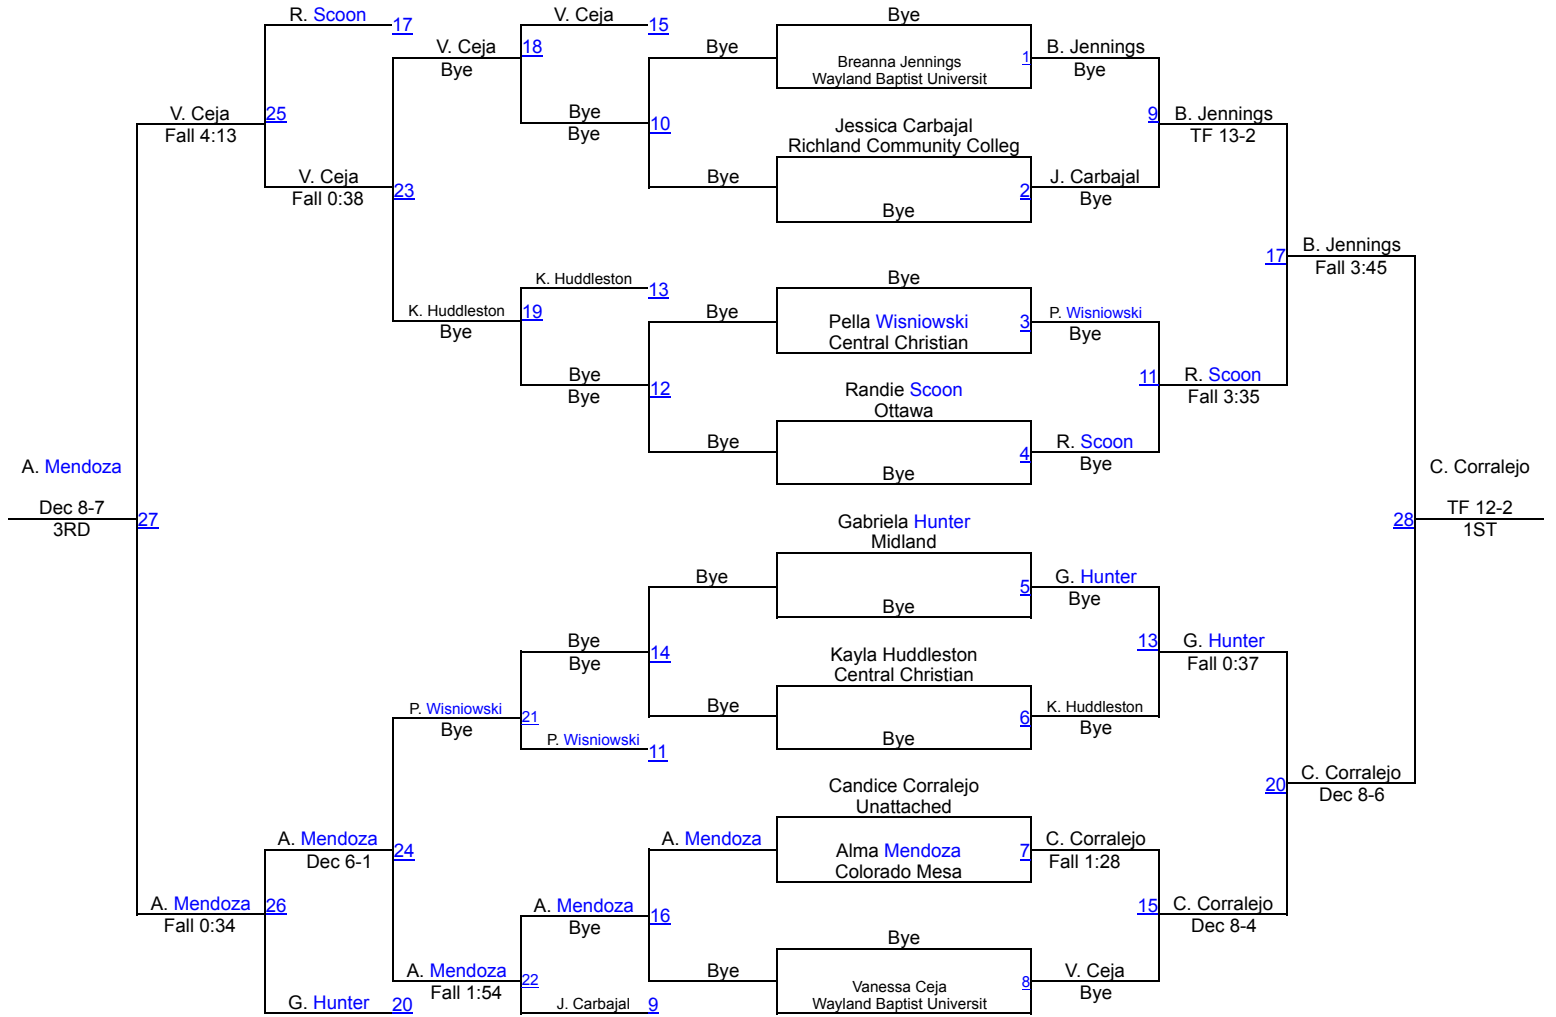 R. Scoon
17
V. Ceja
15
Bye
V. Ceja
Bye
18
Bye
Breanna Jennings
Wayland Baptist Universit
1
B. Jennings
Bye
V. Ceja
Fall 4:13
25
Bye
Bye
10
Jessica Carbajal
Richland Community Colleg
9
B. Jennings
TF 13-2
V. Ceja
Fall 0:38
23
Bye
Bye
2
J. Carbajal
Bye
17
B. Jennings
Fall 3:45
K. Huddleston
13
Bye
K. Huddleston
Bye
19
Bye
Pella Wisniowski
Central Christian
3
P. Wisniowski
Bye
Bye
Bye
12
Randie Scoon
Ottawa
11
R. Scoon
Fall 3:35
Bye
Bye
4
R. Scoon
Bye
A. Mendoza
Dec 8-7
3RD
27
C. Corralejo
TF 12-2
1ST
28
Gabriela Hunter
Midland
Bye
Bye
5
G. Hunter
Bye
Bye
Bye
14
Kayla Huddleston
Central Christian
13
G. Hunter
Fall 0:37
P. Wisniowski
Bye
21
P. Wisniowski
11
Bye
Bye
6
K. Huddleston
Bye
20
C. Corralejo
Dec 8-6
Candice Corralejo
Unattached
A. Mendoza
Dec 6-1
24
A. Mendoza
Alma Mendoza
Colorado Mesa
7
C. Corralejo
Fall 1:28
A. Mendoza
Fall 0:34
26
A. Mendoza
Bye
16
Bye
15
C. Corralejo
Dec 8-4
A. Mendoza
Fall 1:54
22
Bye
Vanessa Ceja
Wayland Baptist Universit
8
V. Ceja
Bye
G. Hunter
20
J. Carbajal
9